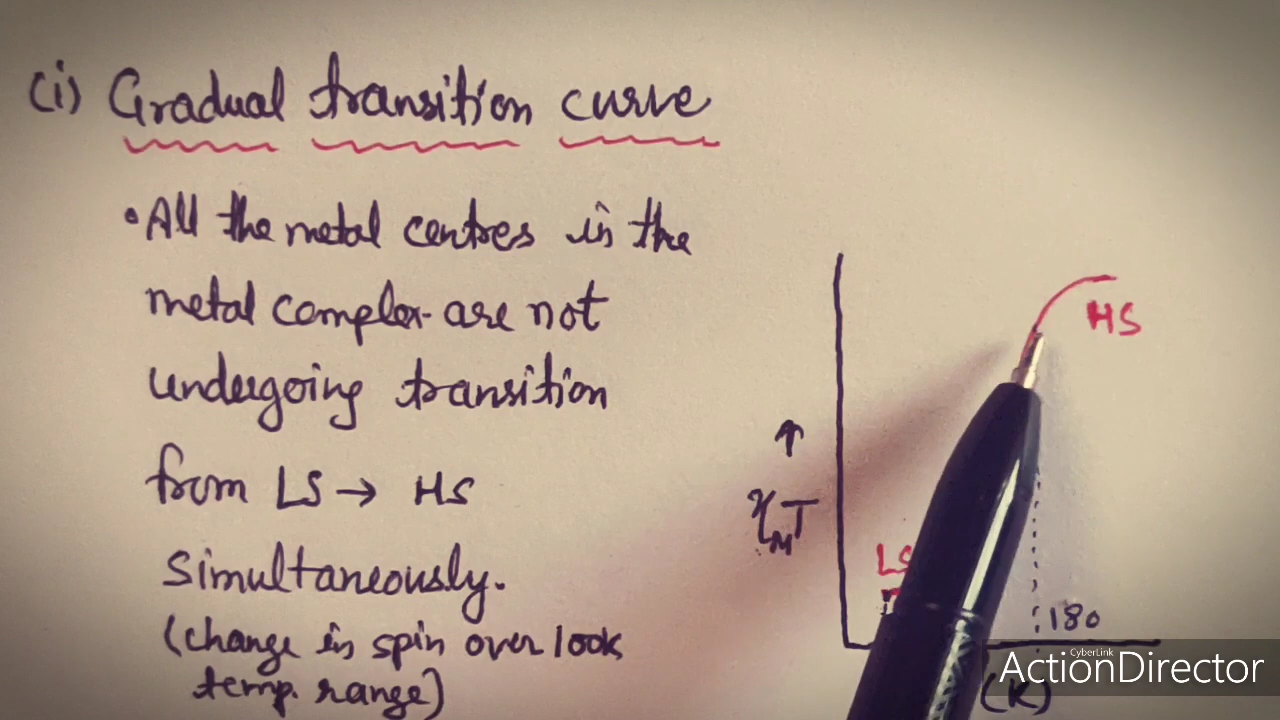 (i) Gradual transition curve
•All the metal centres in the
metal complex are not
undergoing transition
from LS → HS
simultaneously.
(change in spin over 100K
temp. range)
HS
↑
χMT
LS
180
(K)
CyberLink
ActionDirector